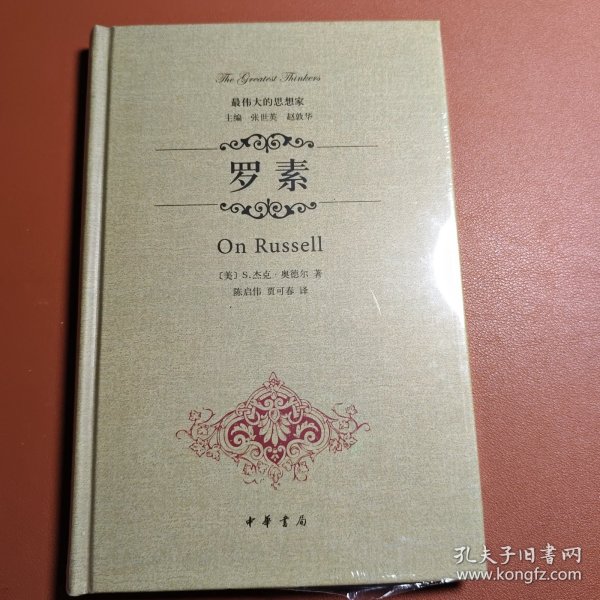 The Greatest Thinkers
最伟大的思想家
主编 张世英 赵敦华
罗素
On Russell
〔美〕S.杰克·奥德尔 著
陈启伟 贾可春 译
中華書局
孔夫子旧书网
www.kongfz.com